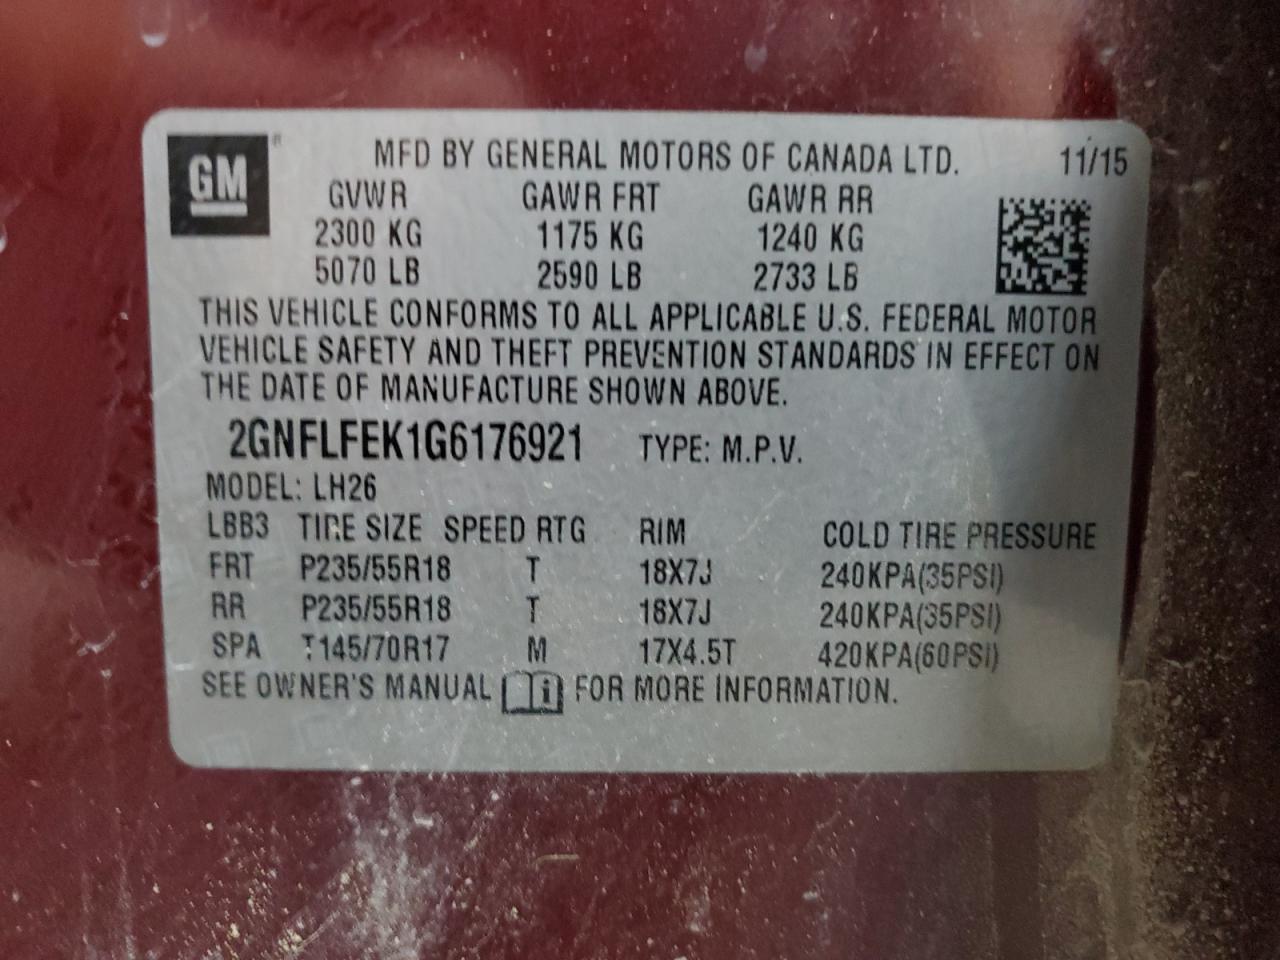 GM
MFD BY GENERAL MOTORS OF CANADA LTD. 11/15
GVWR GAWR FRT GAWR RR
2300 KG 1175 KG 1240 KG
5070 LB 2590 LB 2733 LB
THIS VEHICLE CONFORMS TO ALL APPLICABLE U.S. FEDERAL MOTOR
VEHICLE SAFETY AND THEFT PREVENTION STANDARDS IN EFFECT ON
THE DATE OF MANUFACTURE SHOWN ABOVE.
2GNFLFEK1G6176921 TYPE: M.P.V.
MODEL: LH26
LBB3 TIRE SIZE SPEED RTG RIM COLD TIRE PRESSURE
FRT P235/55R18 T 18X7J 240KPA(35PSI)
RR P235/55R18 T 18X7J 240KPA(35PSI)
SPA T145/70R17 M 17X4.5T 420KPA(60PSI)
SEE OWNER'S MANUAL FOR MORE INFORMATION.